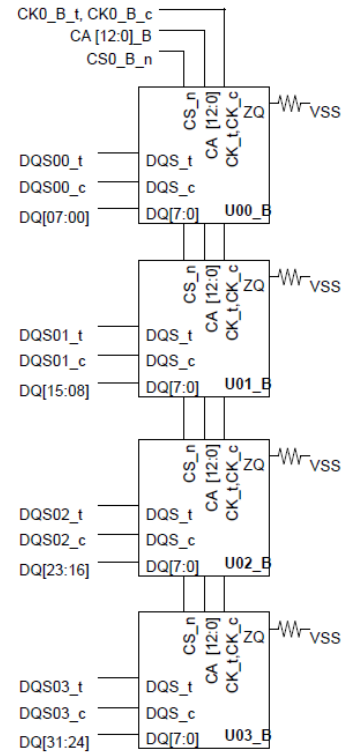 CK0_B_t, CK0_B_c
CA [12:0]_B
CS0_B_n
CS_n
CA [12:0]
CK_t,CK_c
ZQ
VSS
DQS00_t
DQS_t
DQS00_c
DQS_c
DQ[07:00]
DQ[7:0]
U00_B
CS_n
CA [12:0]
CK_t,CK_c
ZQ
VSS
DQS01_t
DQS_t
DQS01_c
DQS_c
DQ[15:08]
DQ[7:0]
U01_B
CS_n
CA [12:0]
CK_t,CK_c
ZQ
VSS
DQS02_t
DQS_t
DQS02_c
DQS_c
DQ[23:16]
DQ[7:0]
U02_B
CS_n
CA [12:0]
CK_t,CK_c
ZQ
VSS
DQS03_t
DQS_t
DQS03_c
DQS_c
DQ[31:24]
DQ[7:0]
U03_B